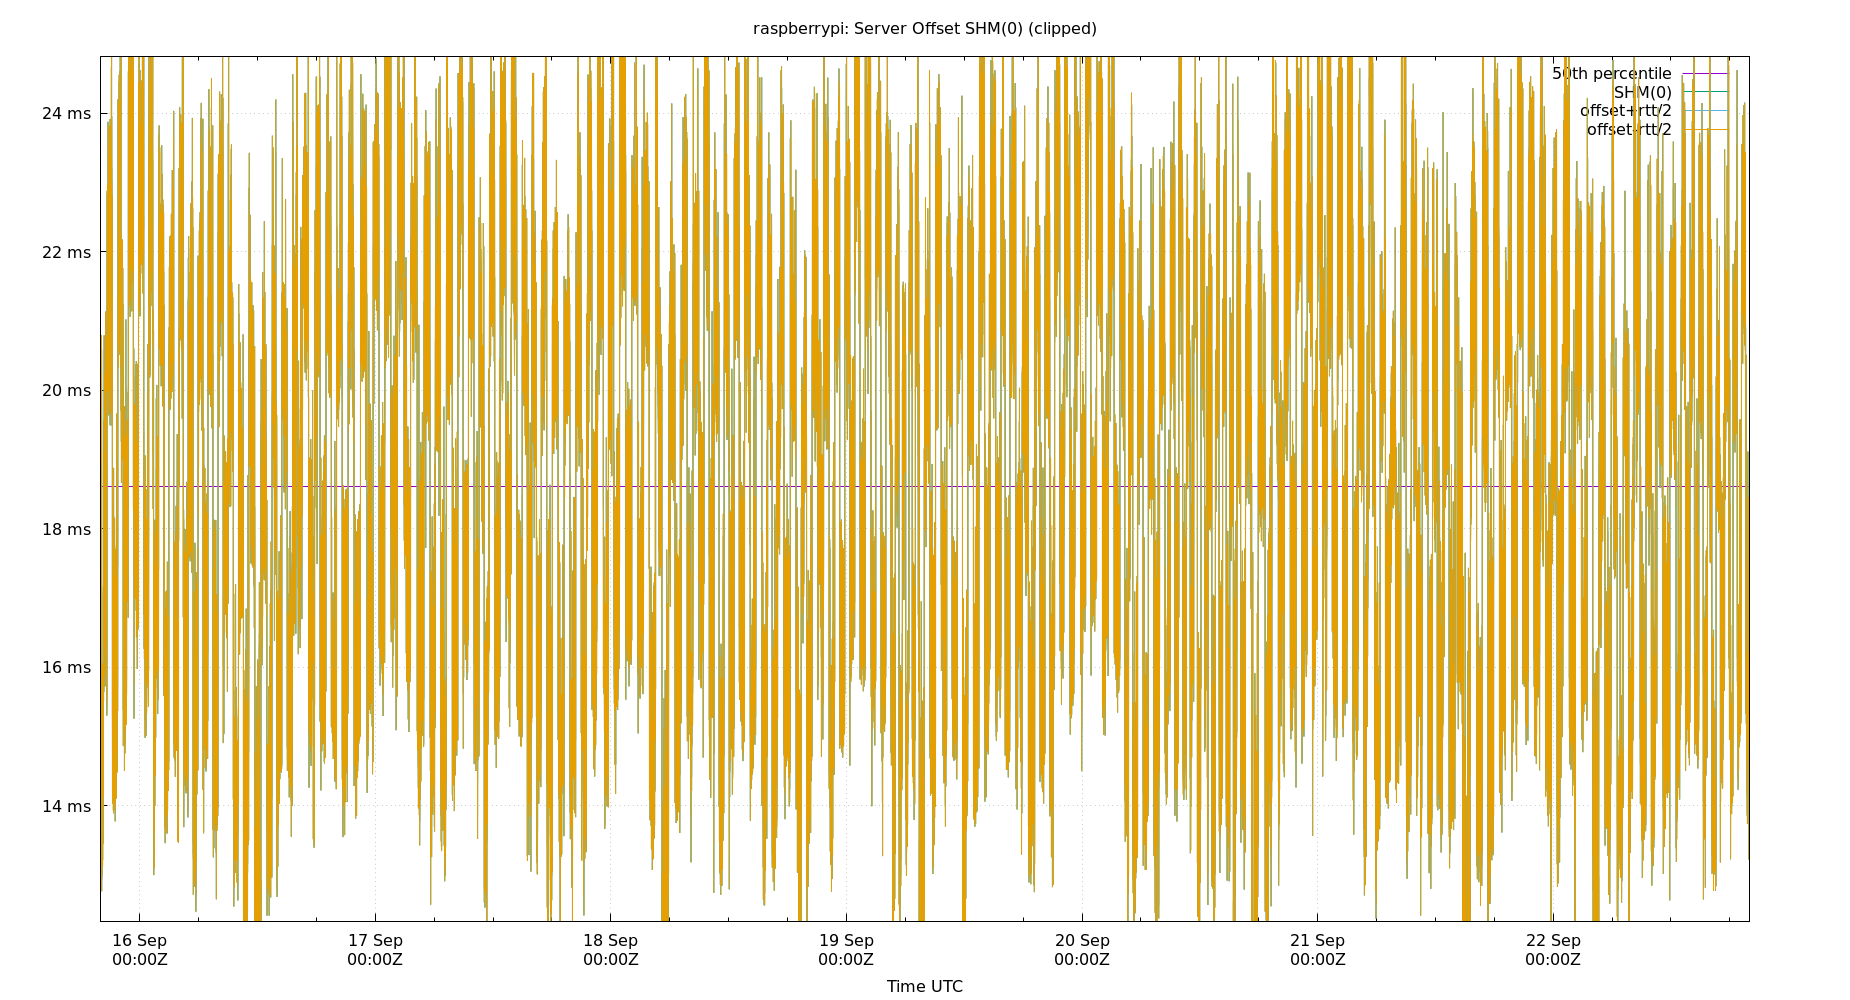 raspberrypi: Server Offset SHM(0) (clipped)
50th percentile
SHM(0)
offset+rtt/2
offset-rtt/2
24 ms
22 ms
20 ms
18 ms
16 ms
14 ms
16 Sep 17 Sep 18 Sep 19 Sep 20 Sep 21 Sep 22 Sep
00:00Z 00:00Z 00:00Z 00:00Z 00:00Z 00:00Z 00:00Z
Time UTC